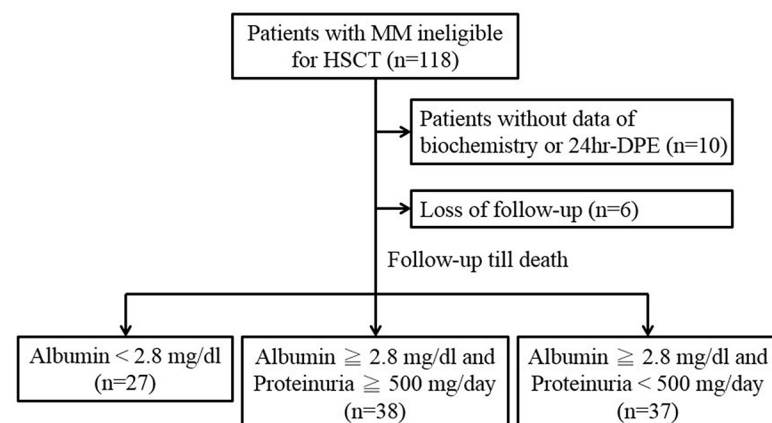 Patients with MM ineligible
for HSCT (n=118)
Patients without data of
biochemistry or 24hr-DPE (n=10)
Loss of follow-up (n=6)
Follow-up till death
Albumin < 2.8 mg/dl
(n=27)
Albumin ≧ 2.8 mg/dl and
Proteinuria ≧ 500 mg/day
(n=38)
Albumin ≧ 2.8 mg/dl and
Proteinuria < 500 mg/day
(n=37)